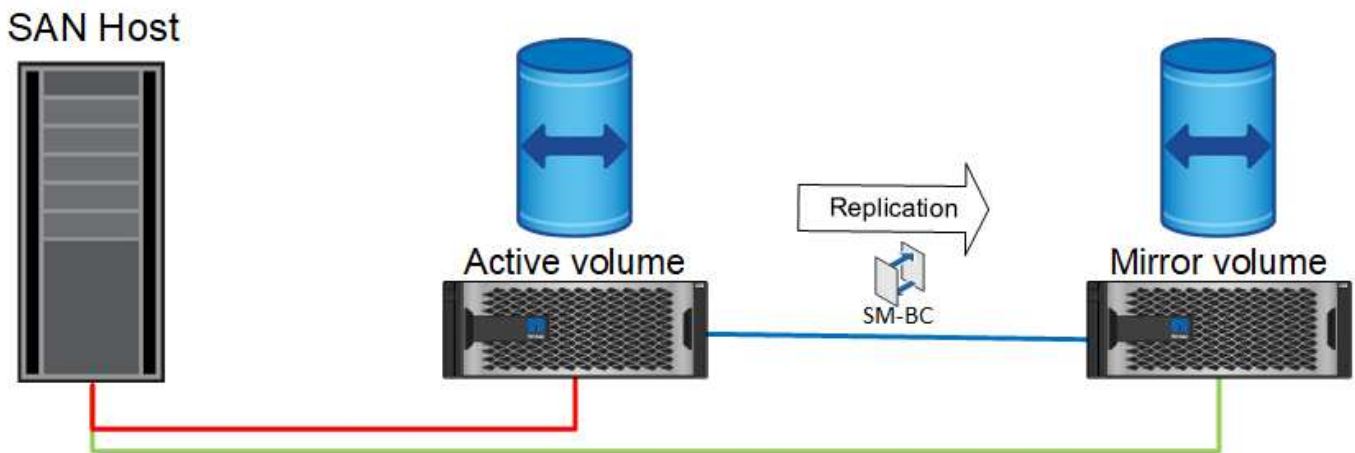 SAN Host
Replication
Active volume
Mirror volume
SM-BC